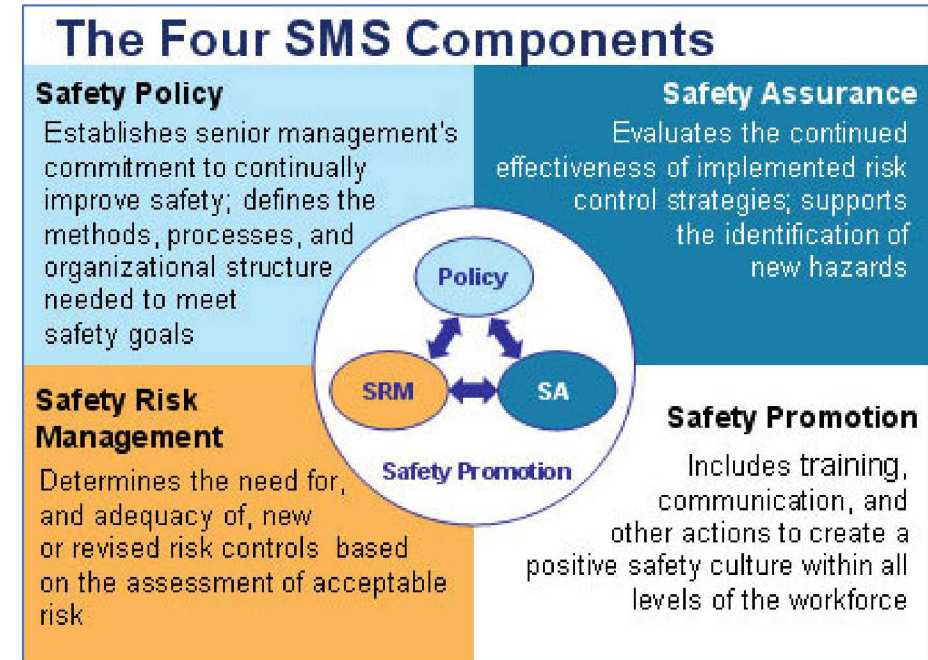 The Four SMS Components
Safety Policy
Establishes senior management's
commitment to continually
improve safety; defines the
methods, processes, and
organizational structure
needed to meet
safety goals
Safety Assurance
Evaluates the continued
effectiveness of implemented risk
control strategies; supports
the identification of
new hazards
Policy
SRM
SA
Safety Promotion
Safety Risk
Management
Determines the need for,
and adequacy of, new
or revised risk controls based
on the assessment of acceptable
risk
Safety Promotion
Includes training,
communication, and
other actions to create a
positive safety culture within all
levels of the workforce